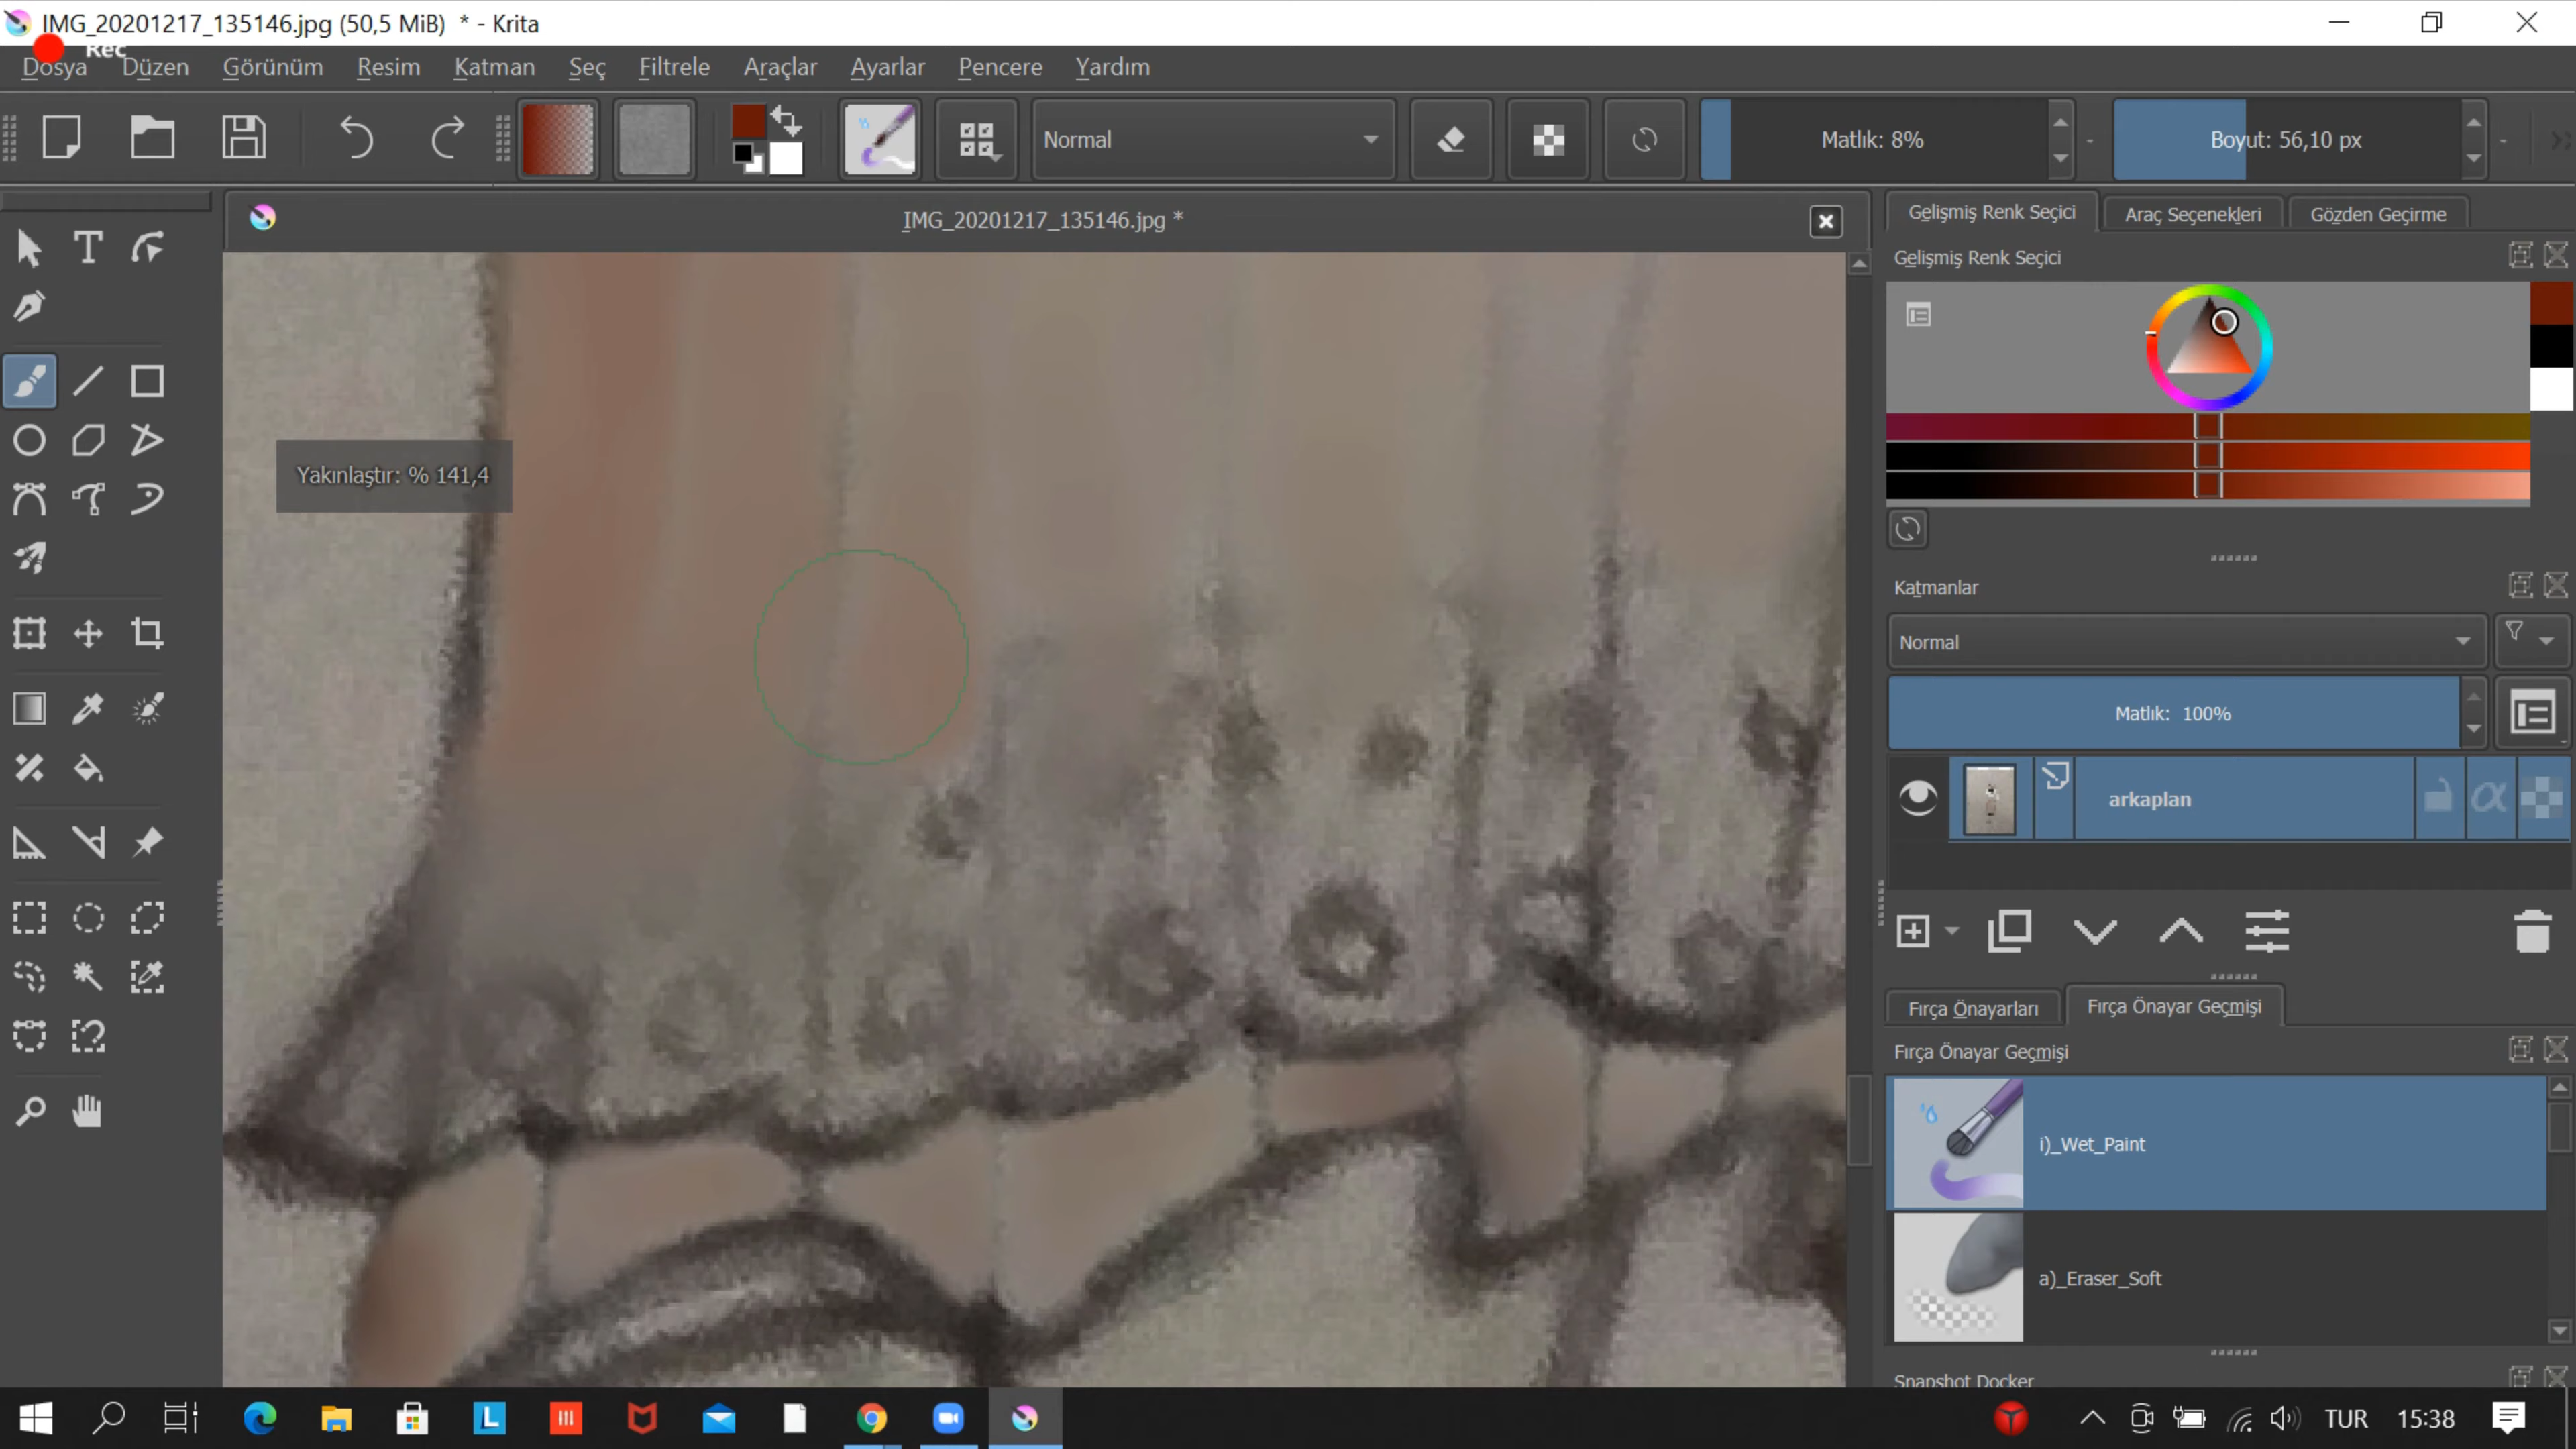 IMG_20201217_135146.jpg (50,5 MiB) * - Krita
Rec
Dosya Düzen Görünüm Resim Katman Seç Filtrele Araçlar Ayarlar Pencere Yardım
Normal
Matlık: 8%
Boyut: 56,10 px
IMG_20201217_135146.jpg *
Gelişmiş Renk Seçici
Araç Seçenekleri
Gözden Geçirme
Gelişmiş Renk Seçici
Yakınlaştır: % 141,4
Katmanlar
Normal
Matlık: 100%
arkaplan
Fırça Önayarları
Fırça Önayar Geçmişi
Fırça Önayar Geçmişi
i)_Wet_Paint
a)_Eraser_Soft
Snapshot Docker
TUR
15:38